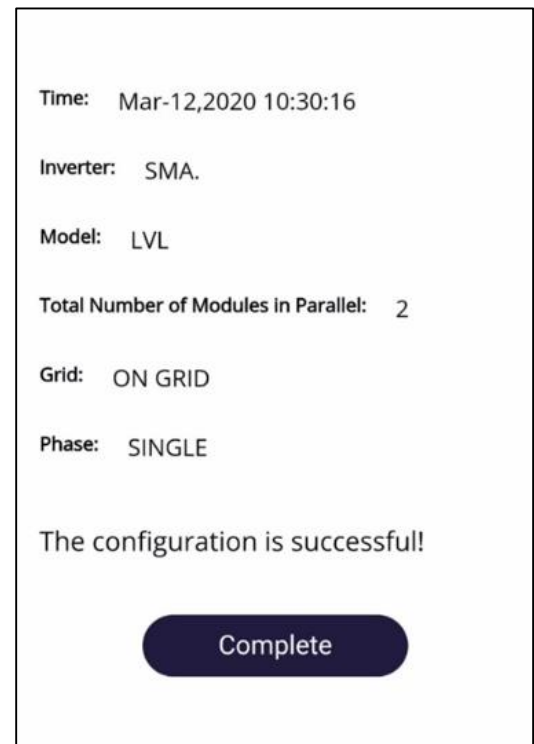 Time: Mar-12,2020 10:30:16
Inverter: SMA.
Model: LVL
Total Number of Modules in Parallel: 2
Grid: ON GRID
Phase: SINGLE
The configuration is successful!
Complete